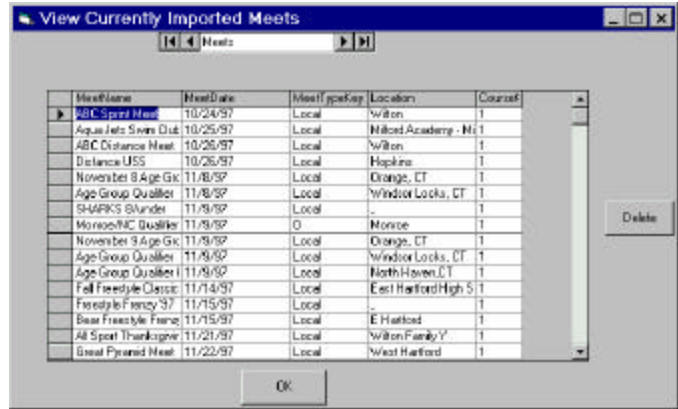 View Currently Imported Meets
Meets
MeetName MeetDate MeetTypeKey Location CourseK
ABC Sprint Meet 10/24/97 Local Wilton 1
AquaJets Swim Club 10/25/97 Local Milford Academy - Mi 1
ABC Distance Meet 10/26/97 Local Wilton 1
Distance USS 10/26/97 Local Hopkins 1
November 8 Age Grc 11/8/97 Local Orange, CT 1
Age Group Qualifier 11/8/97 Local Windsor Locks, CT 1
SHARKS 8/under 11/9/97 Local _ 1
Monroe/NC Qualifier 11/9/97 0 Monroe 1
November 9 Age Grc 11/9/97 Local Orange, CT 1
Age Group Qualifier 11/9/97 Local Windsor Locks, CT 1
Age Group Qualifier I 11/9/97 Local North Haven,CT 1
Fall Freestyle Classic 11/14/97 Local East Hartford High S 1
Freestyle Frenzy '97 11/15/97 Local _ 1
Bear Freestyle Frenzy 11/15/97 Local E Hartford 1
All Sport Thanksgiver 11/21/97 Local Wilton Family Y 1
Great Pyramid Meet 11/22/97 Local West Hartford 1
Delete
OK